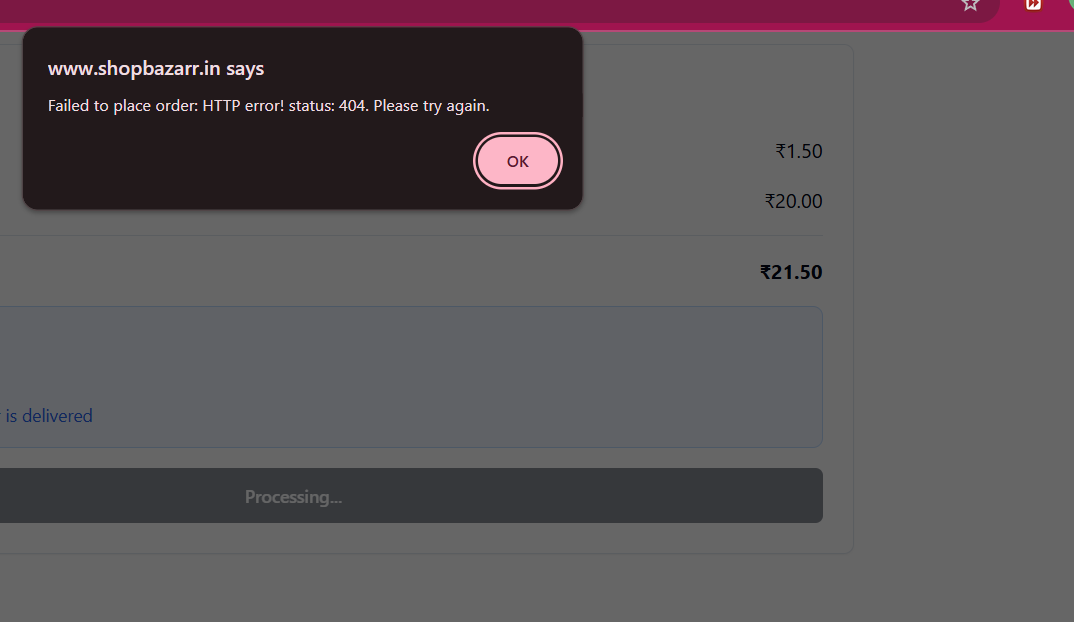 www.shopbazarr.in says
Failed to place order: HTTP error! status: 404. Please try again.
OK
₹1.50
₹20.00
₹21.50
is delivered
Processing...